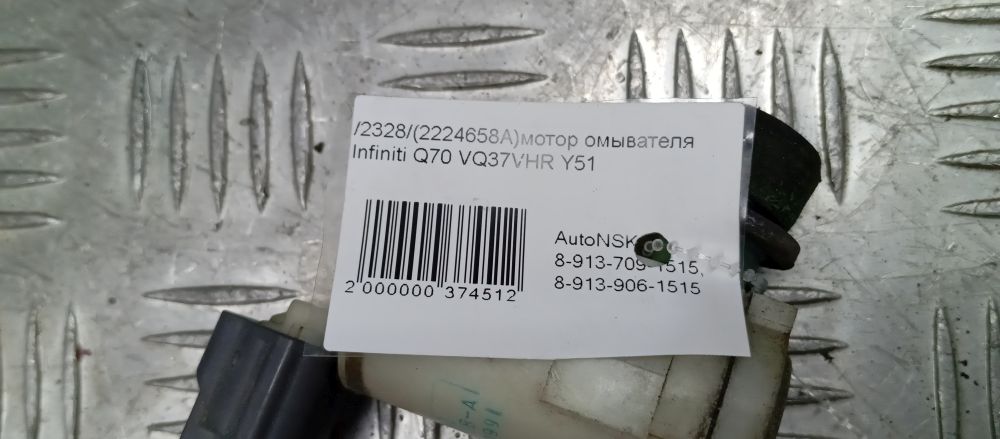 /2328/(2224658A)мотор омывателя
Infiniti Q70 VQ37VHR Y51
AutoNSK
8-913-709-1515,
8-913-906-1515
2 000000 374512